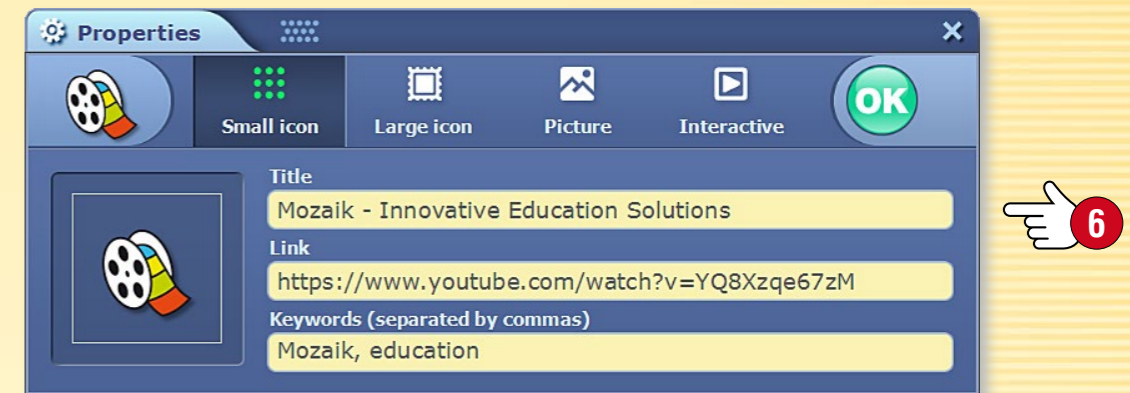 Properties
Small icon
Large icon
Picture
Interactive
OK
Title
Mozaik - Innovative Education Solutions
Link
https://www.youtube.com/watch?v=YQ8Xzqe67zM
Keywords (separated by commas)
Mozaik, education
6